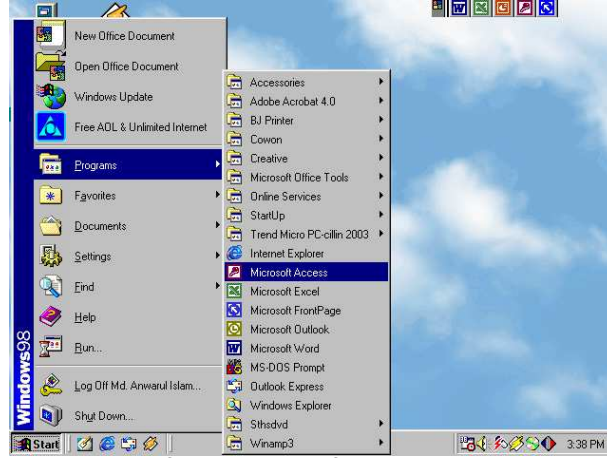 New Office Document
Open Office Document
Windows Update
Free AOL & Unlimited Internet
Programs
Favorites
Documents
Settings
Find
Help
Run...
Log Off Md. Anwarul Islam...
Shut Down...
Windows98
Accessories
Adobe Acrobat 4.0
BJ Printer
Cowon
Creative
Microsoft Office Tools
Online Services
StartUp
Trend Micro PC-cillin 2003
Internet Explorer
Microsoft Access
Microsoft Excel
Microsoft FrontPage
Microsoft Outlook
Microsoft Word
MS-DOS Prompt
Outlook Express
Windows Explorer
Sthsdvd
Winamp3
Start
3:38 PM